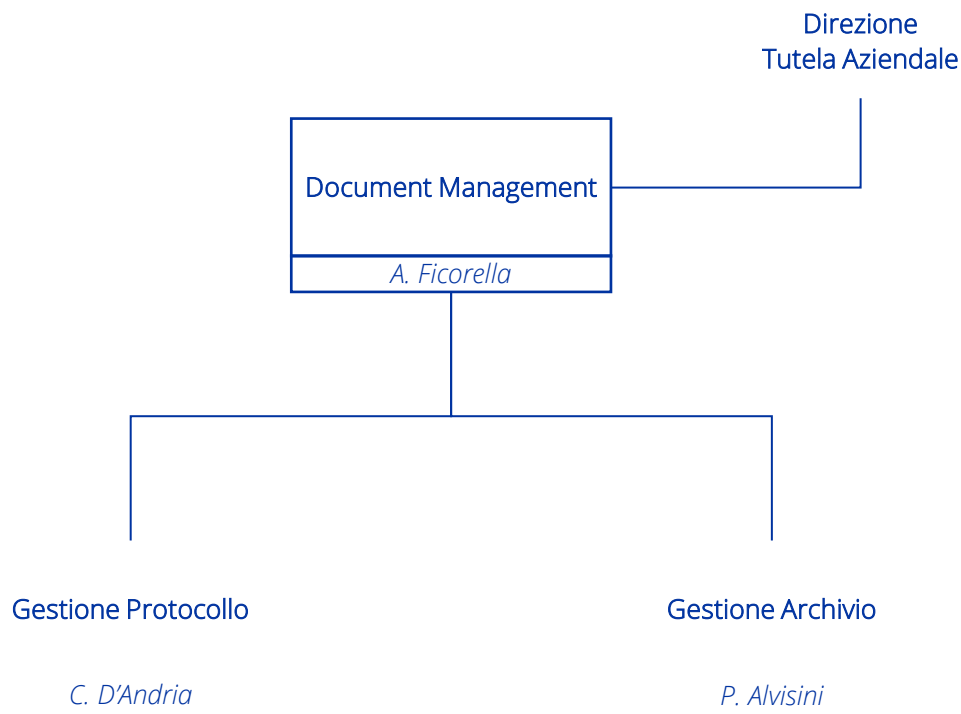 Direzione
Tutela Aziendale
Document Management
A. Ficorella
Gestione Protocollo
Gestione Archivio
C. D’Andria
P. Alvisini